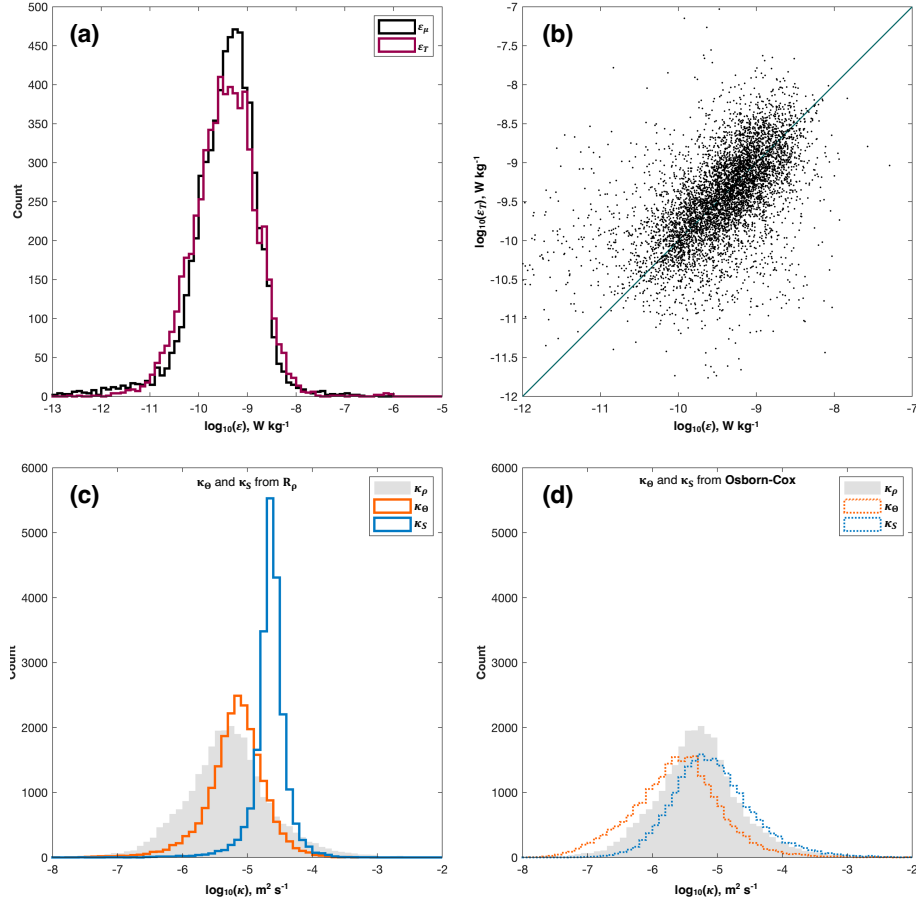 (a)
ε_μ
ε_T
500
450
400
350
300
250
200
150
100
50
0
Count
-13 -12 -11 -10 -9 -8 -7 -6 -5
log₁₀(ε), W kg⁻¹
(b)
-7
-7.5
-8
-8.5
-9
-9.5
-10
-10.5
-11
-11.5
-12
log₁₀(ε_T), W kg⁻¹
-12 -11 -10 -9 -8 -7
log₁₀(ε), W kg⁻¹
(c)
κ_Θ and κ_S from R_ρ
κ_ρ
κ_Θ
κ_S
6000
5000
4000
3000
2000
1000
0
Count
-8 -7 -6 -5 -4 -3 -2
log₁₀(κ), m² s⁻¹
(d)
κ_Θ and κ_S from Osborn-Cox
κ_ρ
κ_Θ
κ_S
6000
5000
4000
3000
2000
1000
0
Count
-8 -7 -6 -5 -4 -3 -2
log₁₀(κ), m² s⁻¹